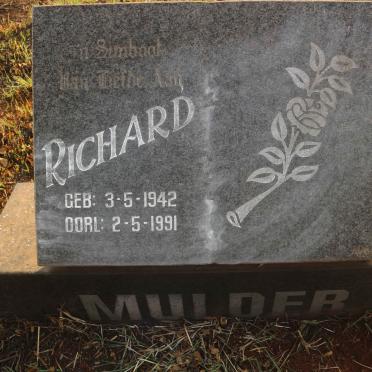 'n Simbool
Van Liefde Aan
RICHARD
GEB: 3-5-1942
OORL: 2-5-1991
MULDER